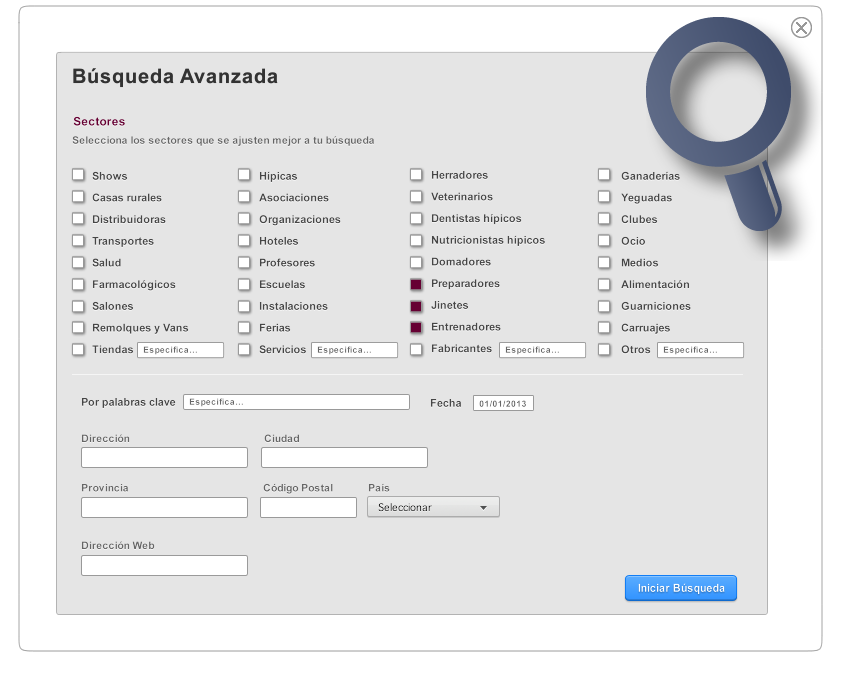 Búsqueda Avanzada
Sectores
Selecciona los sectores que se ajusten mejor a tu búsqueda
Shows Hipicas Herradores Ganaderias
Casas rurales Asociaciones Veterinarios Yeguadas
Distribuidoras Organizaciones Dentistas hipicos Clubes
Transportes Hoteles Nutricionistas hipicos Ocio
Salud Profesores Domadores Medios
Farmacológicos Escuelas Preparadores Alimentación
Salones Instalaciones Jinetes Guarniciones
Remolques y Vans Ferias Entrenadores Carruajes
Tiendas Especifica... Servicios Especifica... Fabricantes Especifica... Otros Especifica...
Por palabras clave Especifica... Fecha 01/01/2013
Dirección Ciudad
Provincia Código Postal Pais
Seleccionar
Dirección Web
Iniciar Búsqueda